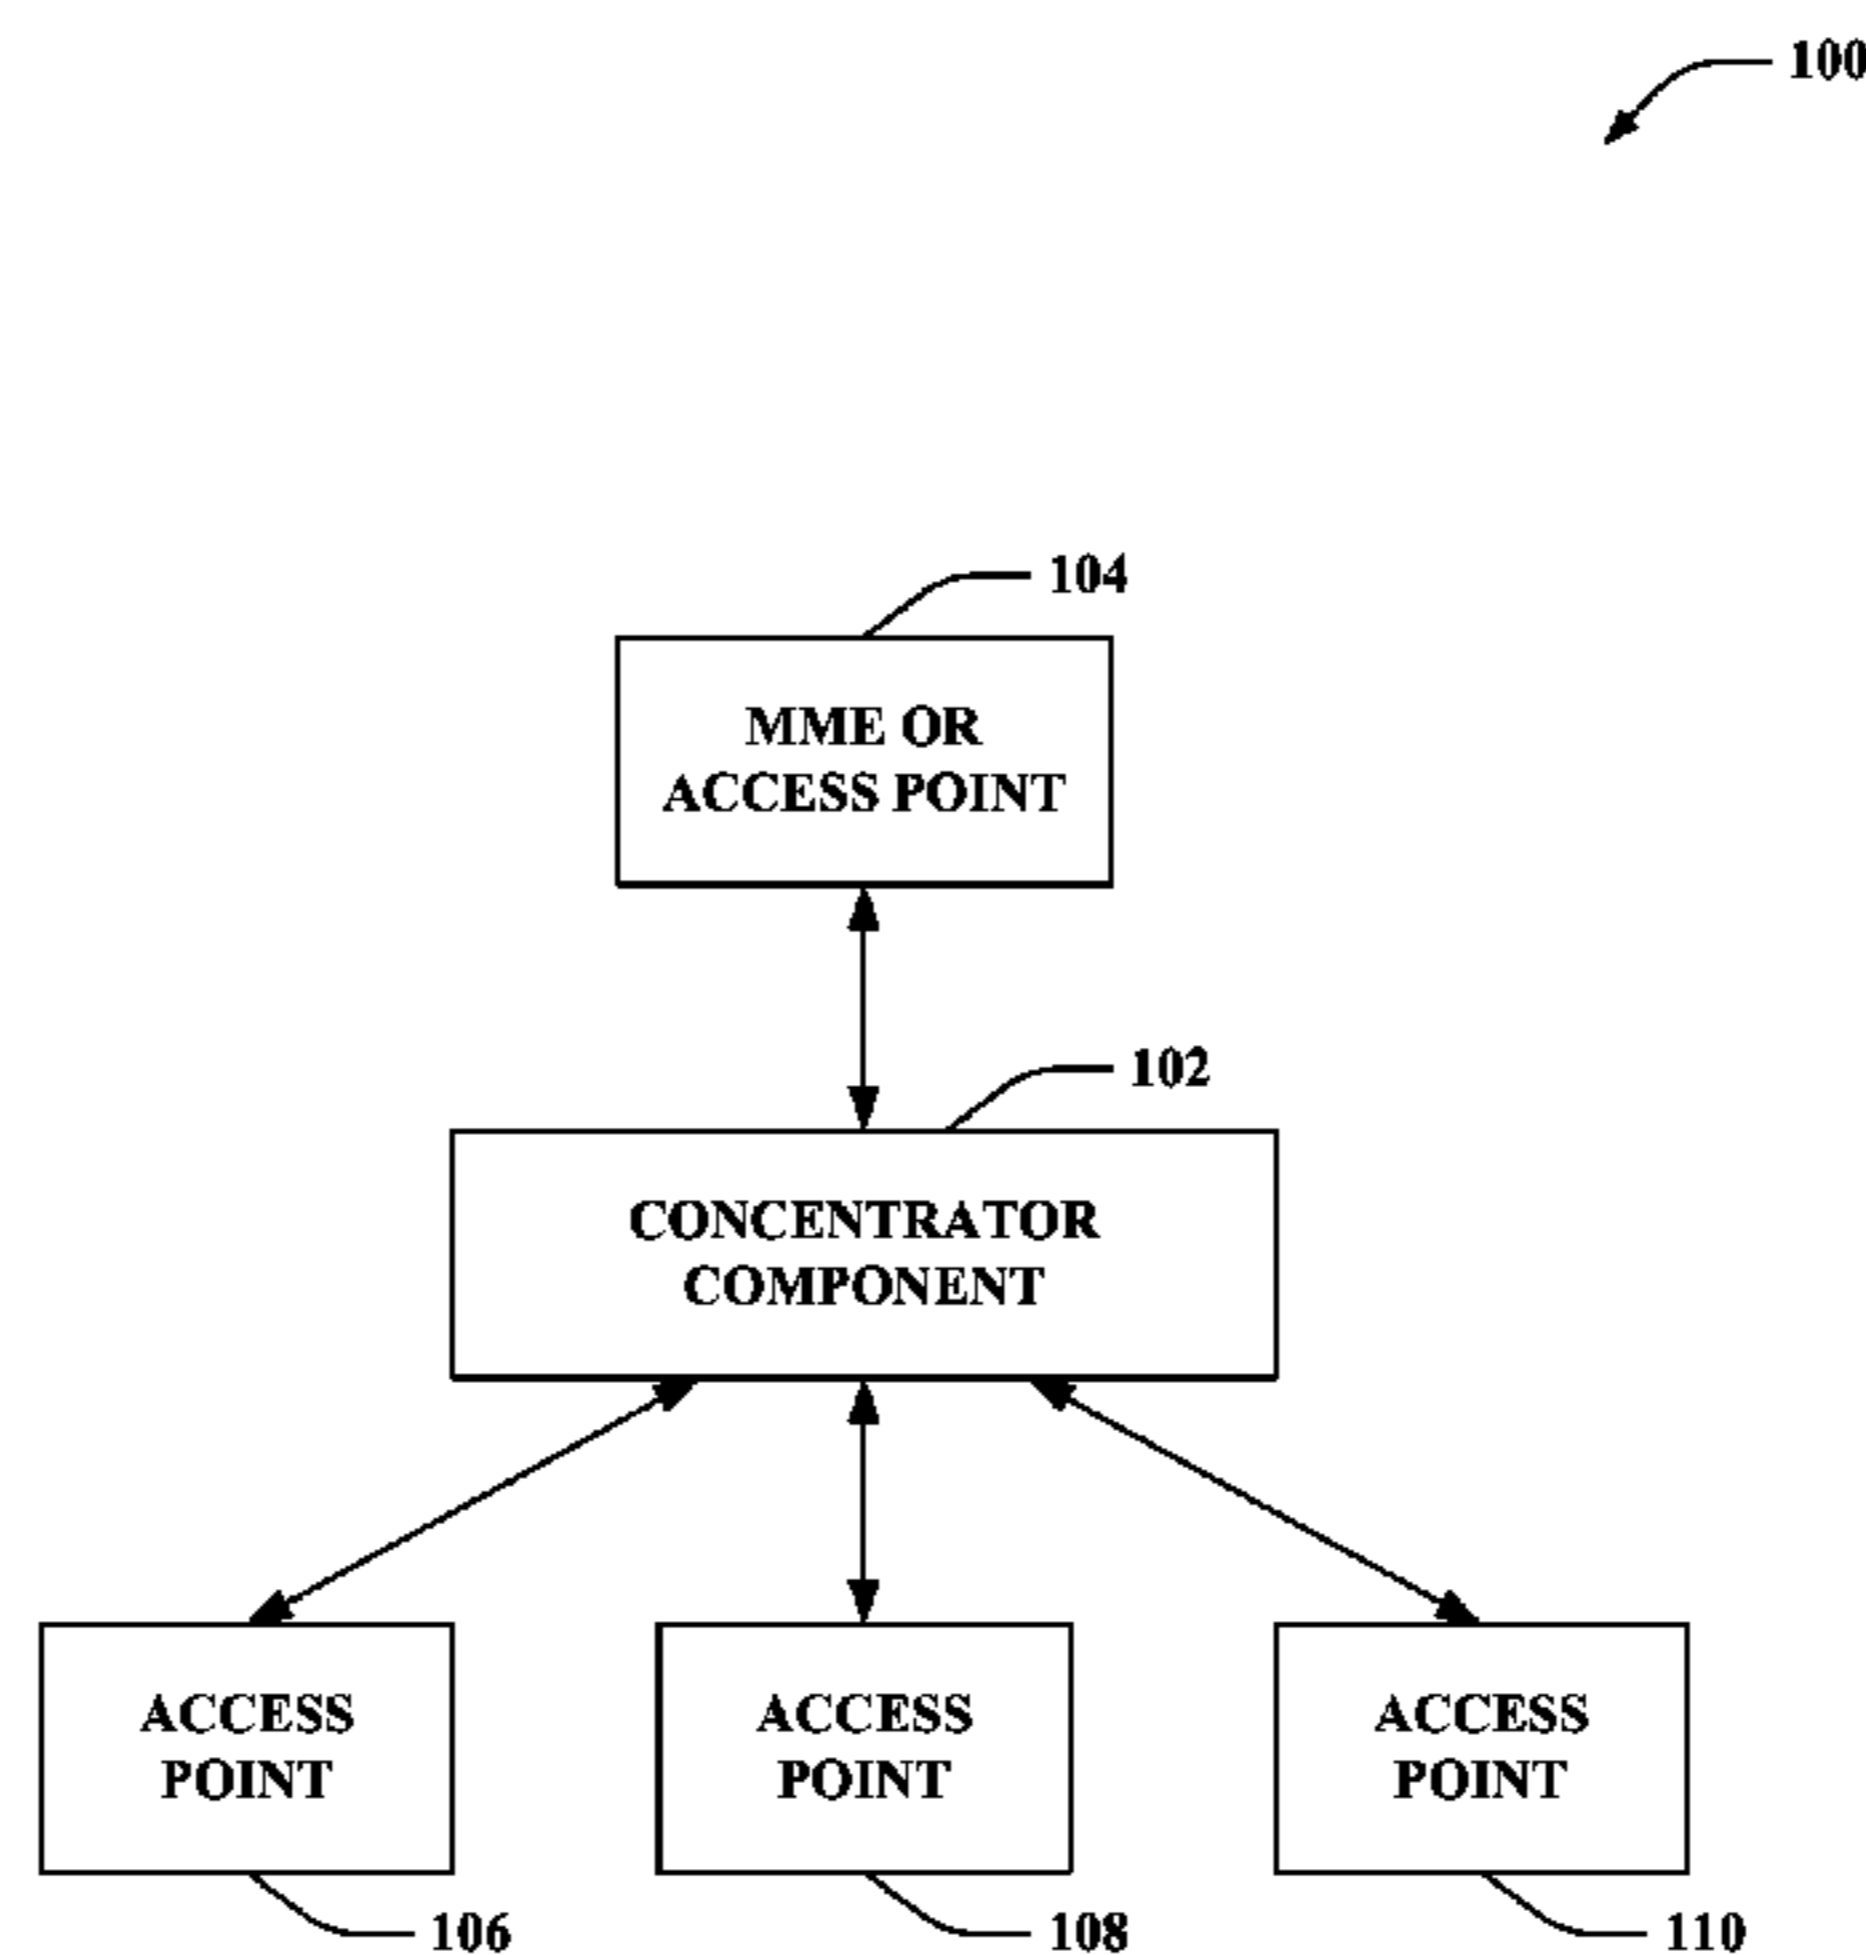 100
104
MME OR
ACCESS POINT
102
CONCENTRATOR
COMPONENT
ACCESS
POINT
ACCESS
POINT
ACCESS
POINT
106
108
110